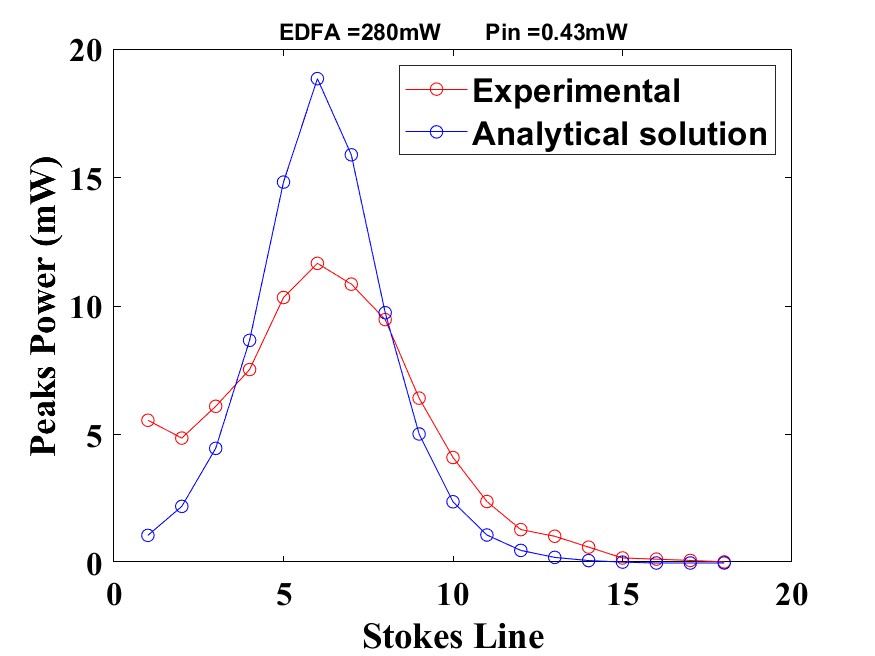 EDFA =280mW Pin =0.43mW
20
15
10
5
0
Peaks Power (mW)
Experimental
Analytical solution
0 5 10 15 20
Stokes Line